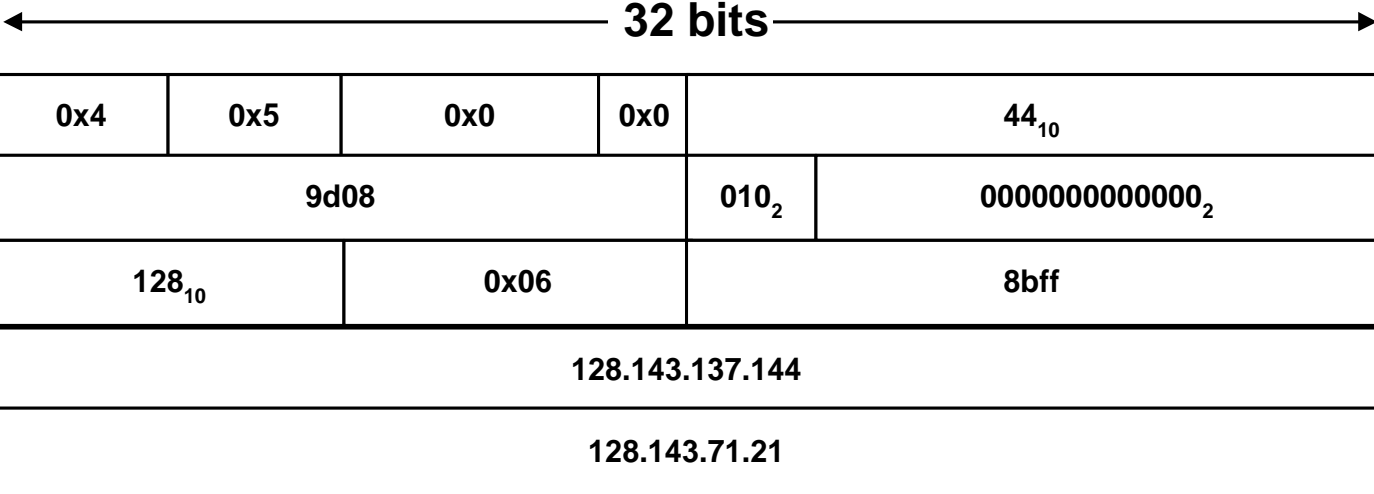 32 bits
0x4 0x5 0x0 0x0 44₁₀
9d08 010₂ 0000000000000₂
128₁₀ 0x06 8bff
128.143.137.144
128.143.71.21